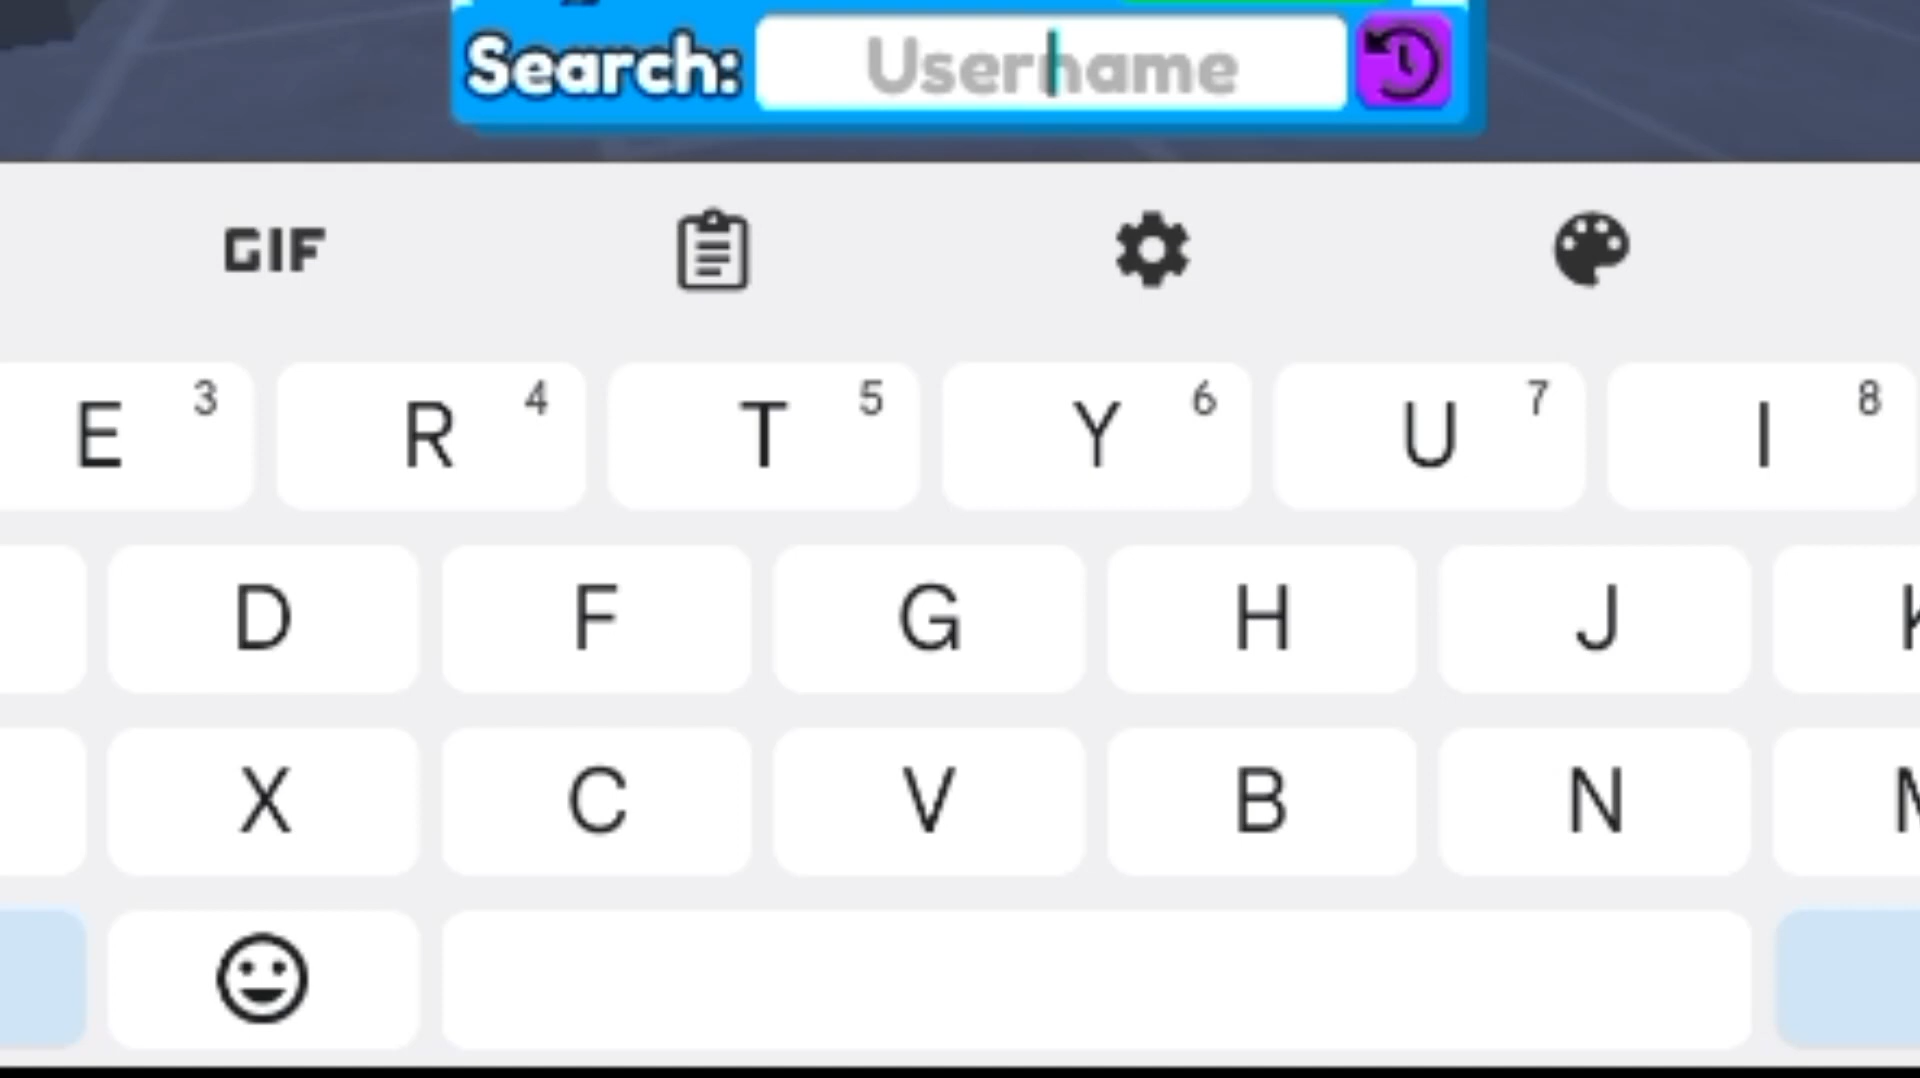 Search: Username
GIF
E 3 R 4 T 5 Y 6 U 7 I 8
D F G H J K
X C V B N M